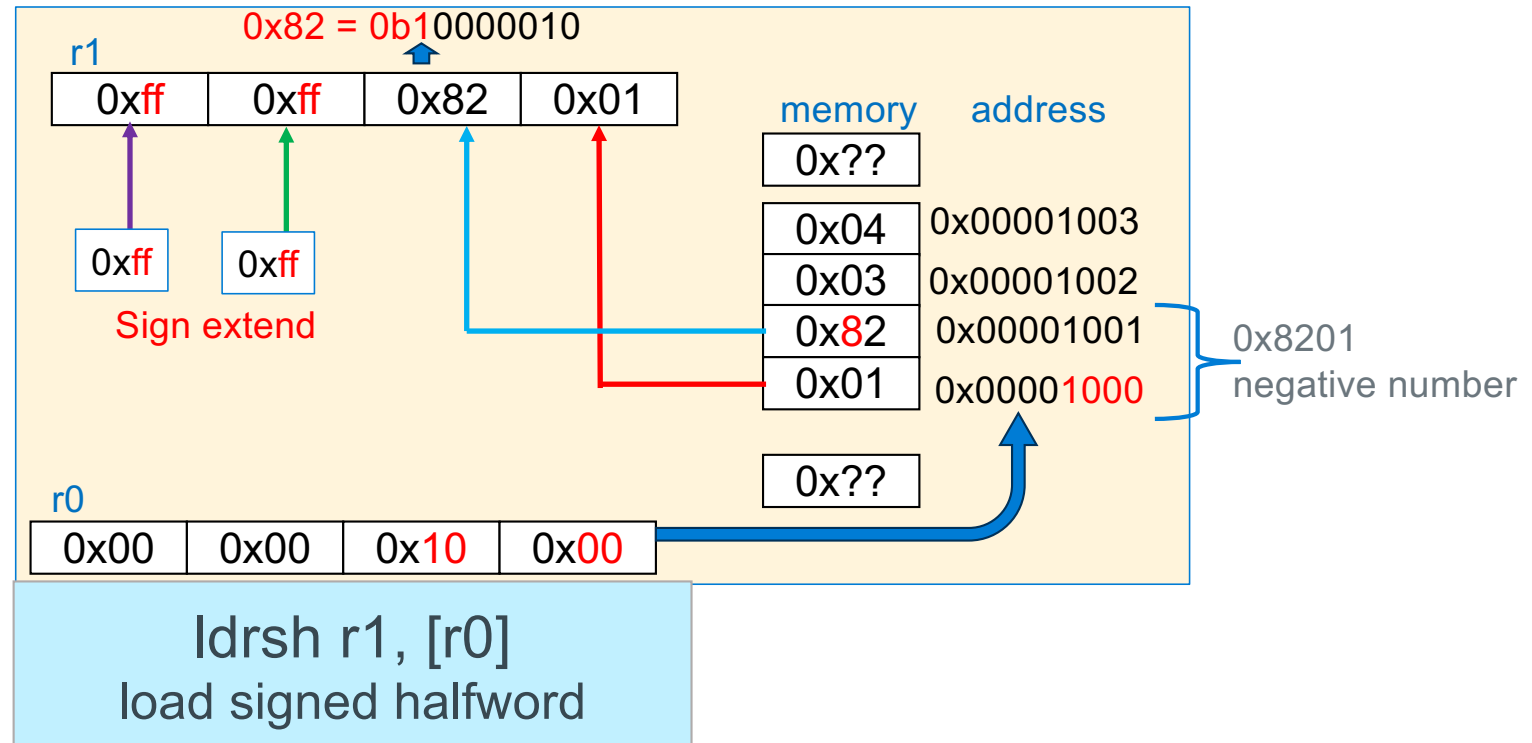 0x82 = 0b10000010
r1
0xff 0xff 0x82 0x01
memory address
0x??
0x04 0x00001003
0xff 0xff
0x03 0x00001002
Sign extend
0x82 0x00001001
0x8201
negative number
0x01 0x00001000
0x??
r0
0x00 0x00 0x10 0x00
ldrsh r1, [r0]
load signed halfword